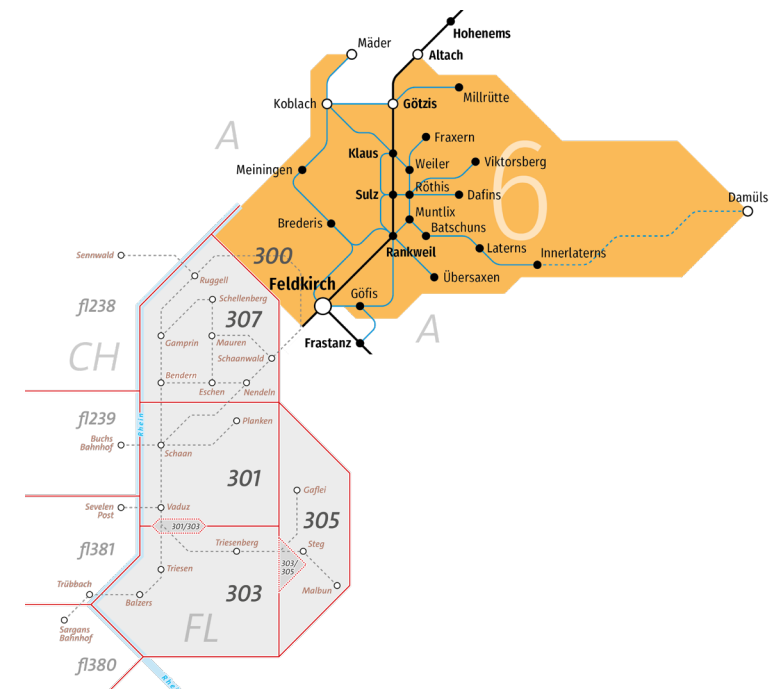 Hohenems
Mäder
Altach
Millrütte
Koblach
Götzis
A
Fraxern
Klaus
Weiler
Viktorsberg
6
Meiningen
Röthis
Sulz
Dafins
Damüls
Muntlix
Brederis
Batschuns
Laterns
Innerlaterns
Rankweil
Sennwald
300
Ruggell
Übersaxen
Feldkirch
Göfis
fl238
Schellenberg
307
A
Gamprin
Mauren
Frastanz
CH
Schaanwald
Bendern
Eschen
Nendeln
fl239
Rhein
Planken
Buchs
Bahnhof
Schaan
301
Gaflei
Sevelen
Post
Vaduz
305
301/303
fl381
Triesenberg
Steg
303/
305
Triesen
Trübbach
Malbun
303
Balzers
Sargans
Bahnhof
FL
fl380
Rhein